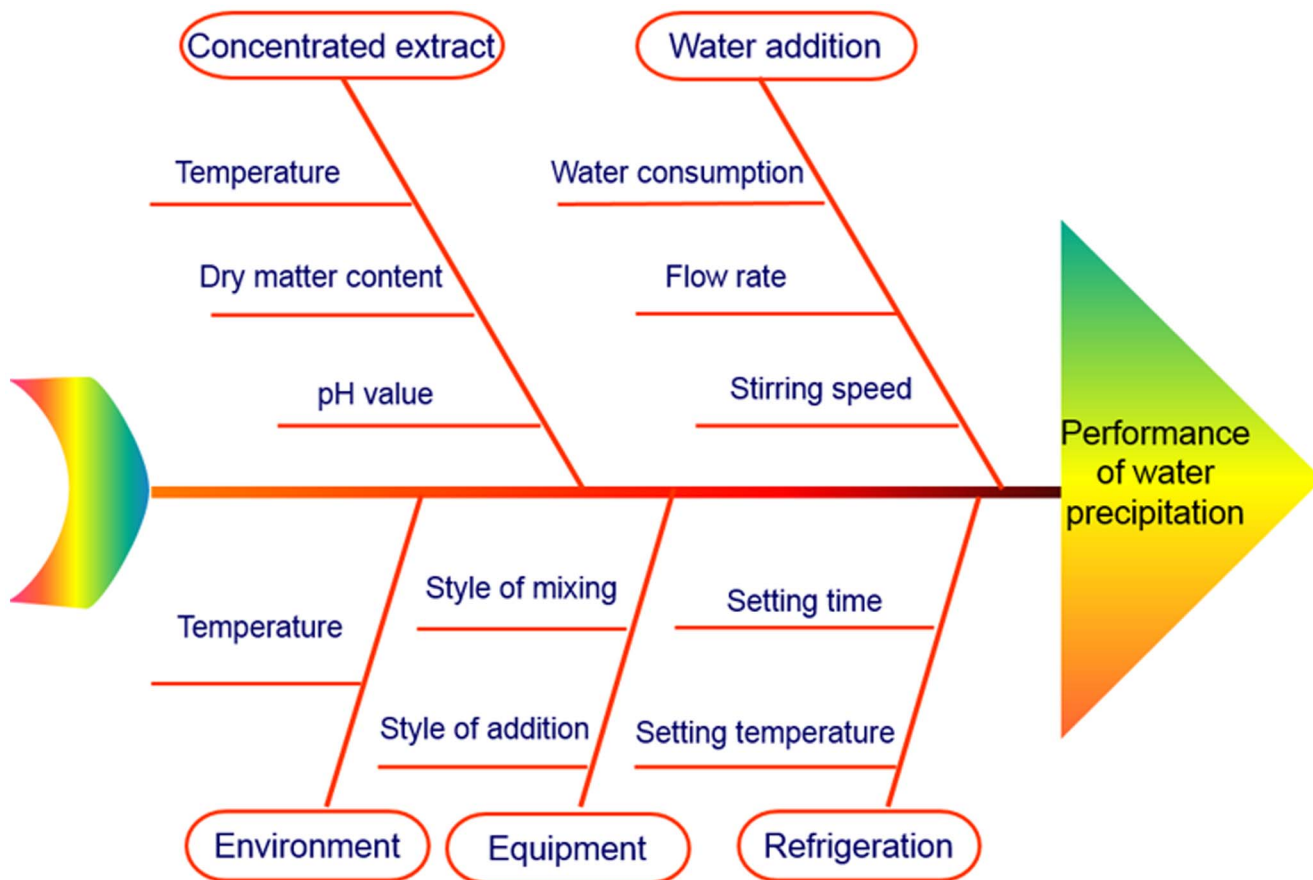 Concentrated extract
Water addition
Temperature
Water consumption
Dry matter content
Flow rate
pH value
Stirring speed
Performance
of water
precipitation
Style of mixing
Setting time
Temperature
Style of addition
Setting temperature
Environment
Equipment
Refrigeration